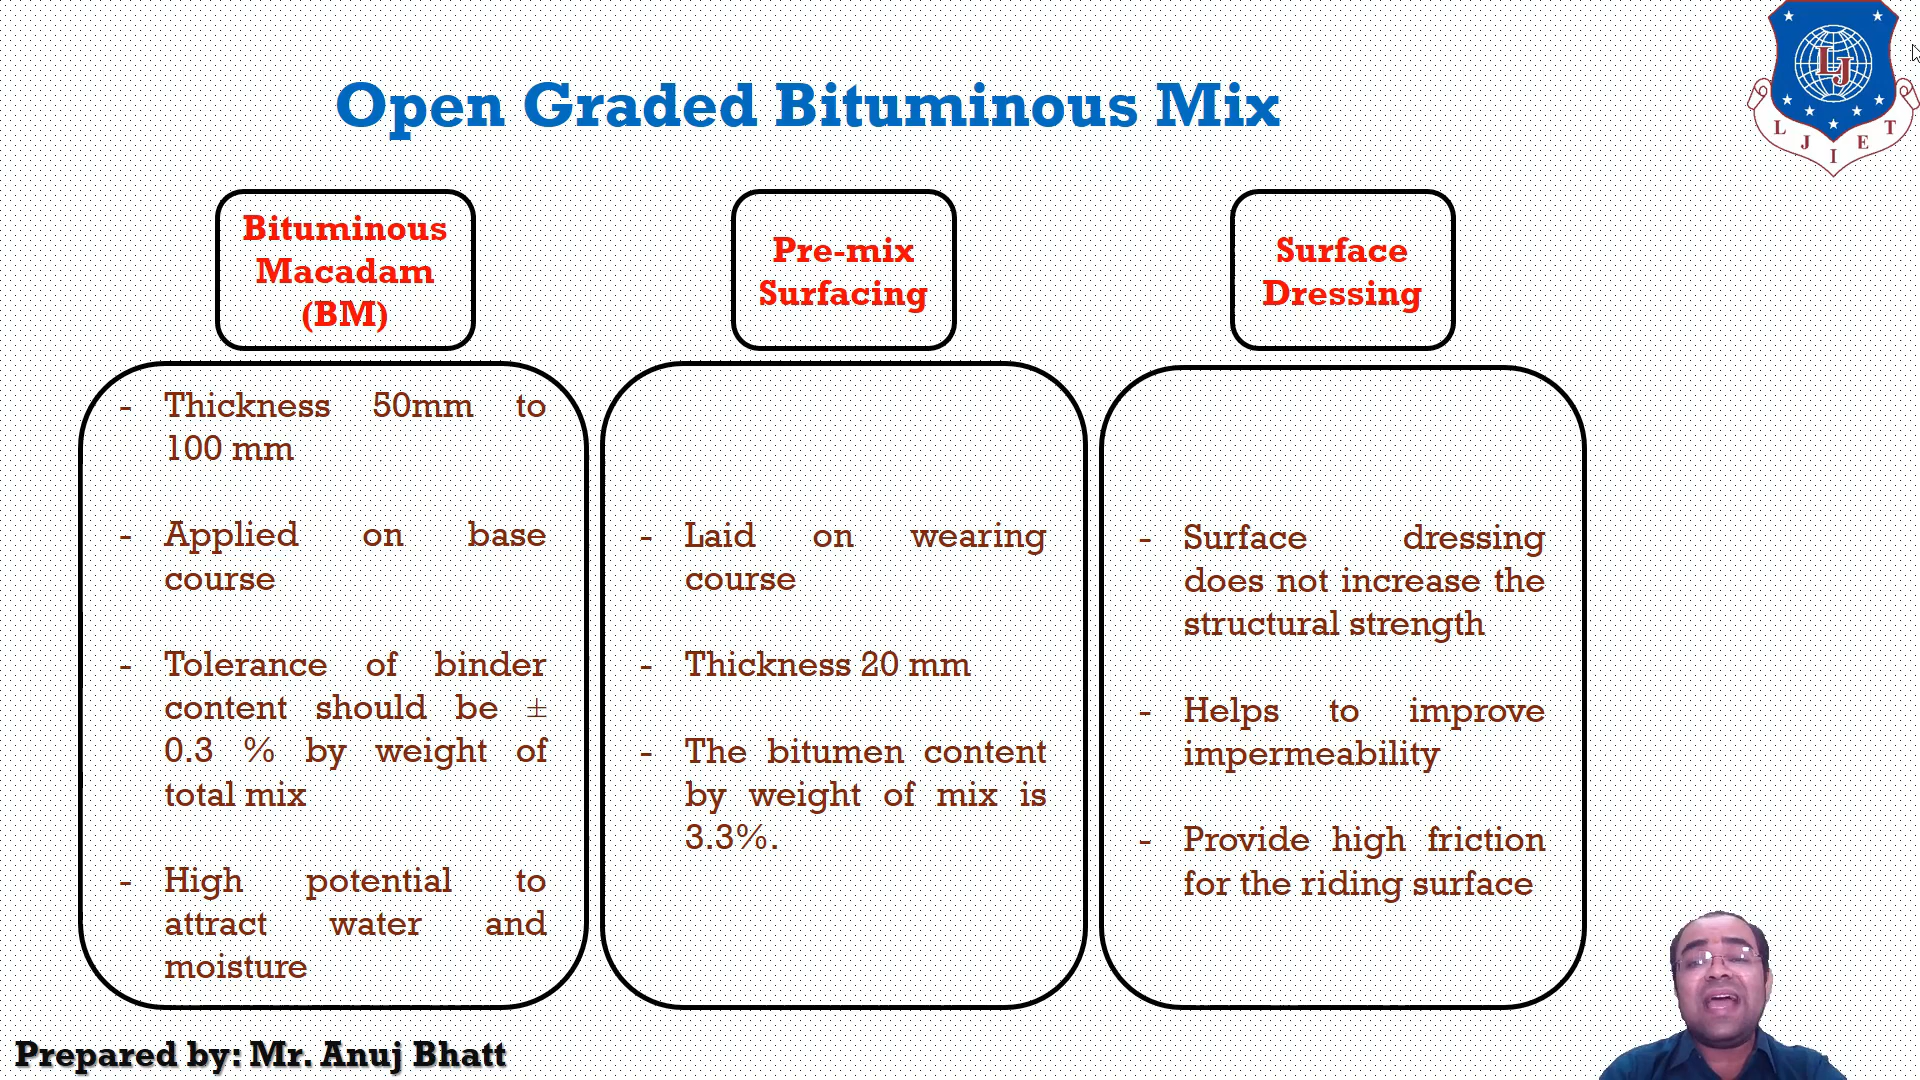 Open Graded Bituminous Mix
L J I E T
LJ
Bituminous
Macadam
(BM)
Pre-mix
Surfacing
Surface
Dressing
- Thickness 50mm to
100 mm
- Applied on base
course
- Tolerance of binder
content should be ±
0.3 % by weight of
total mix
- High potential to
attract water and
moisture
- Laid on wearing
course
- Thickness 20 mm
- The bitumen content
by weight of mix is
3.3%.
- Surface dressing
does not increase the
structural strength
- Helps to improve
impermeability
- Provide high friction
for the riding surface
Prepared by: Mr. Anuj Bhatt